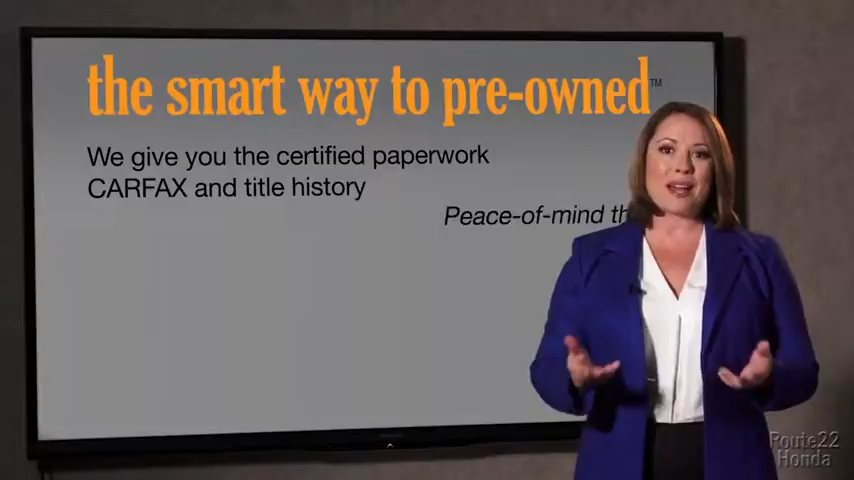 the smart way to pre-owned™
We give you the certified paperwork
CARFAX and title history
Peace-of-mind
Route22
Honda